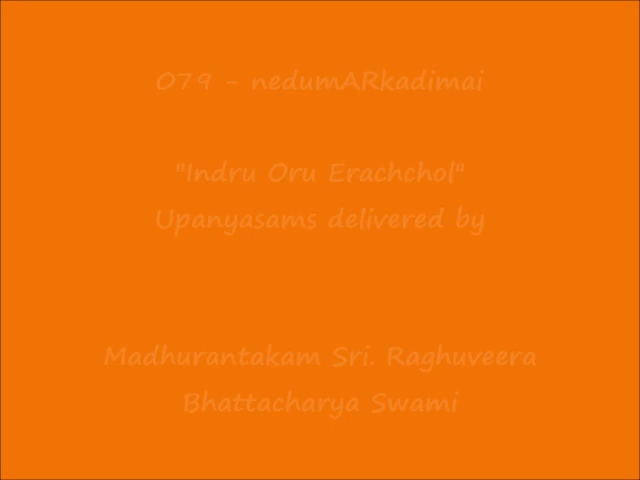 079 - nedumARkadimai
"Indru Oru Erachchol"
Upanyasams delivered by
Madhurantakam Sri. Raghuveera
Bhattacharya Swami